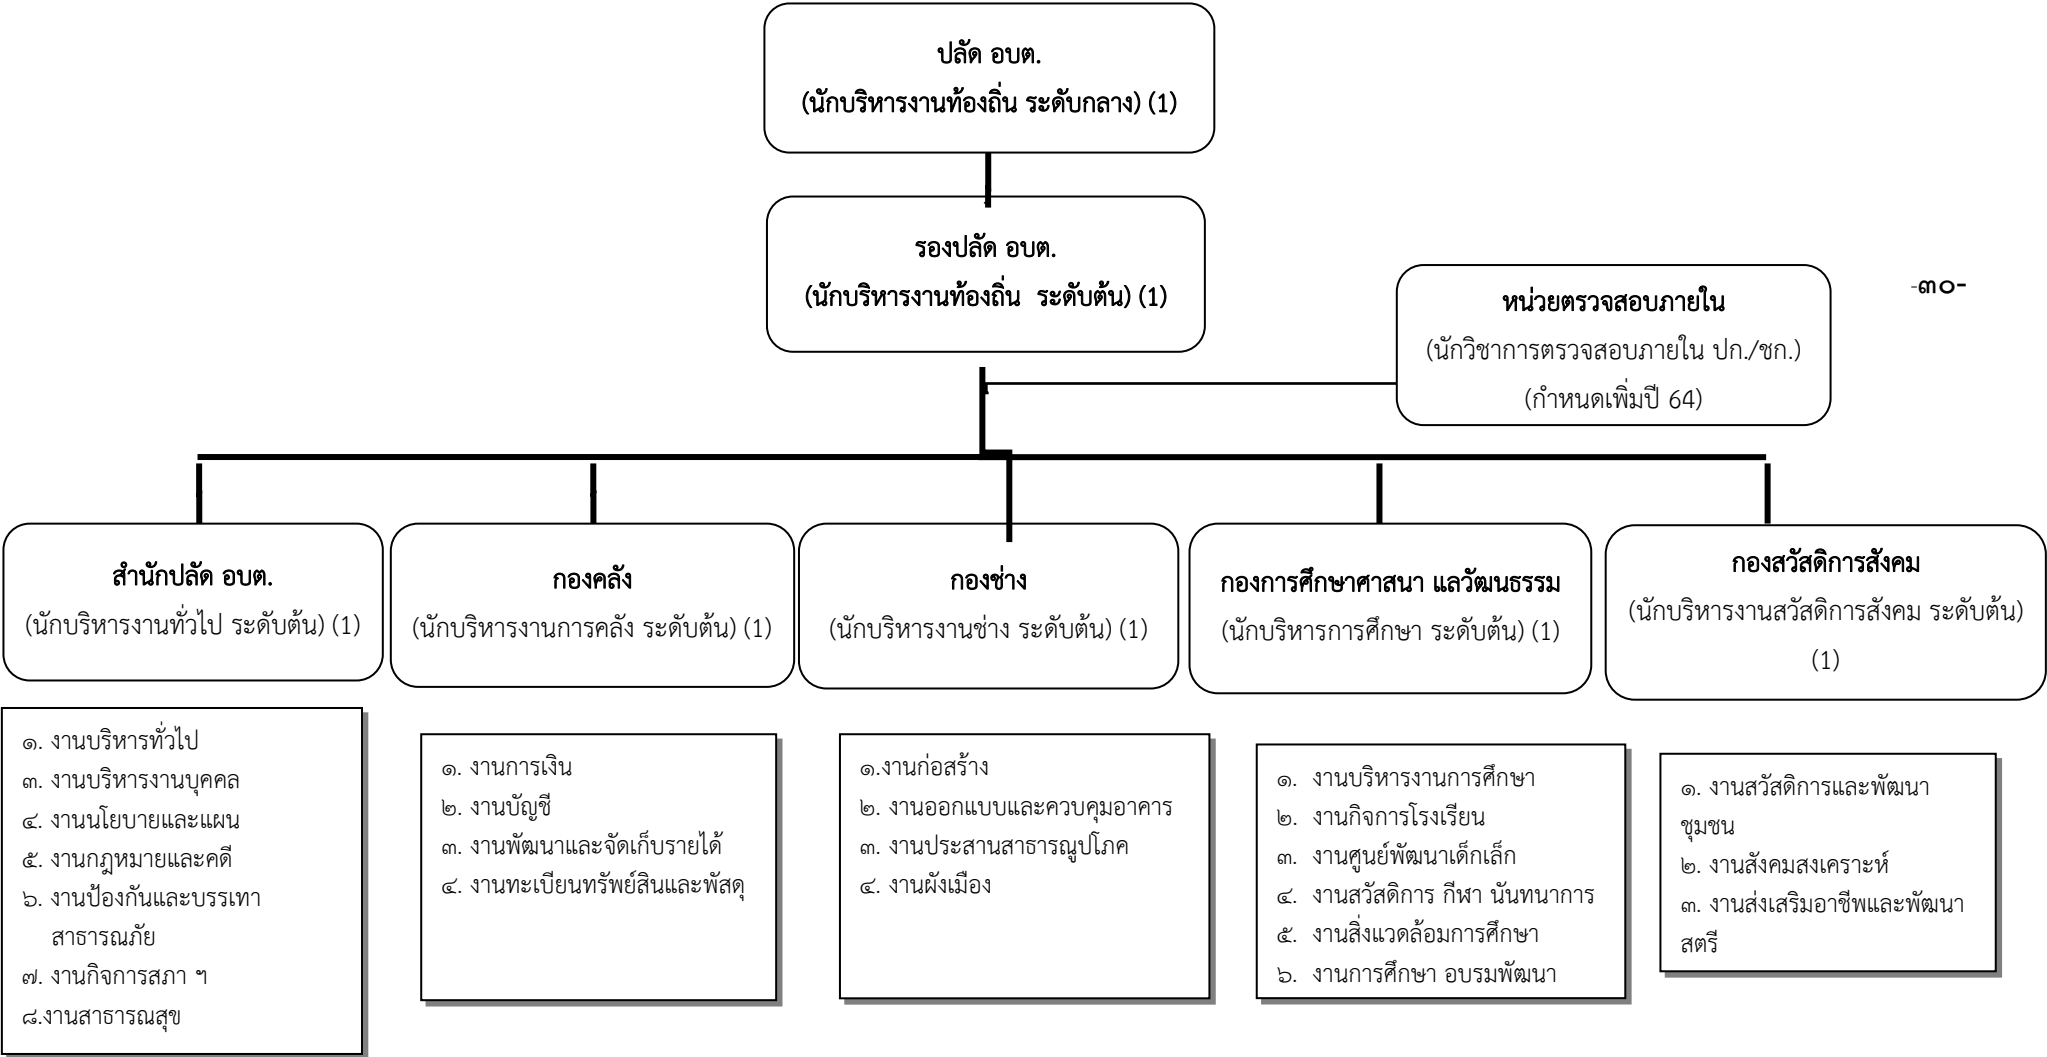 ปลัด อบต.
(นักบริหารงานท้องถิ่น ระดับกลาง) (1)
รองปลัด อบต.
(นักบริหารงานท้องถิ่น ระดับต้น) (1)
หน่วยตรวจสอบภายใน
(นักวิชาการตรวจสอบภายใน ปก./ชก.)
(กำหนดเพิ่มปี 64)
-๓๐-
สำนักปลัด อบต.
(นักบริหารงานทั่วไป ระดับต้น) (1)
กองคลัง
(นักบริหารงานการคลัง ระดับต้น) (1)
กองช่าง
(นักบริหารงานช่าง ระดับต้น) (1)
กองการศึกษาศาสนา แลวัฒนธรรม
(นักบริหารการศึกษา ระดับต้น) (1)
กองสวัสดิการสังคม
(นักบริหารงานสวัสดิการสังคม ระดับต้น)
(1)
๑. งานบริหารทั่วไป
๓. งานบริหารงานบุคคล
๔. งานนโยบายและแผน
๕. งานกฎหมายและคดี
๖. งานป้องกันและบรรเทา
สาธารณภัย
๗. งานกิจการสภา ฯ
๘.งานสาธารณสุข
๑. งานการเงิน
๒. งานบัญชี
๓. งานพัฒนาและจัดเก็บรายได้
๔. งานทะเบียนทรัพย์สินและพัสดุ
๑.งานก่อสร้าง
๒. งานออกแบบและควบคุมอาคาร
๓. งานประสานสาธารณูปโภค
๔. งานผังเมือง
๑. งานบริหารงานการศึกษา
๒. งานกิจการโรงเรียน
๓. งานศูนย์พัฒนาเด็กเล็ก
๔. งานสวัสดิการ กีฬา นันทนาการ
๕. งานสิ่งแวดล้อมการศึกษา
๖. งานการศึกษา อบรมพัฒนา
๑. งานสวัสดิการและพัฒนา
ชุมชน
๒. งานสังคมสงเคราะห์
๓. งานส่งเสริมอาชีพและพัฒนา
สตรี